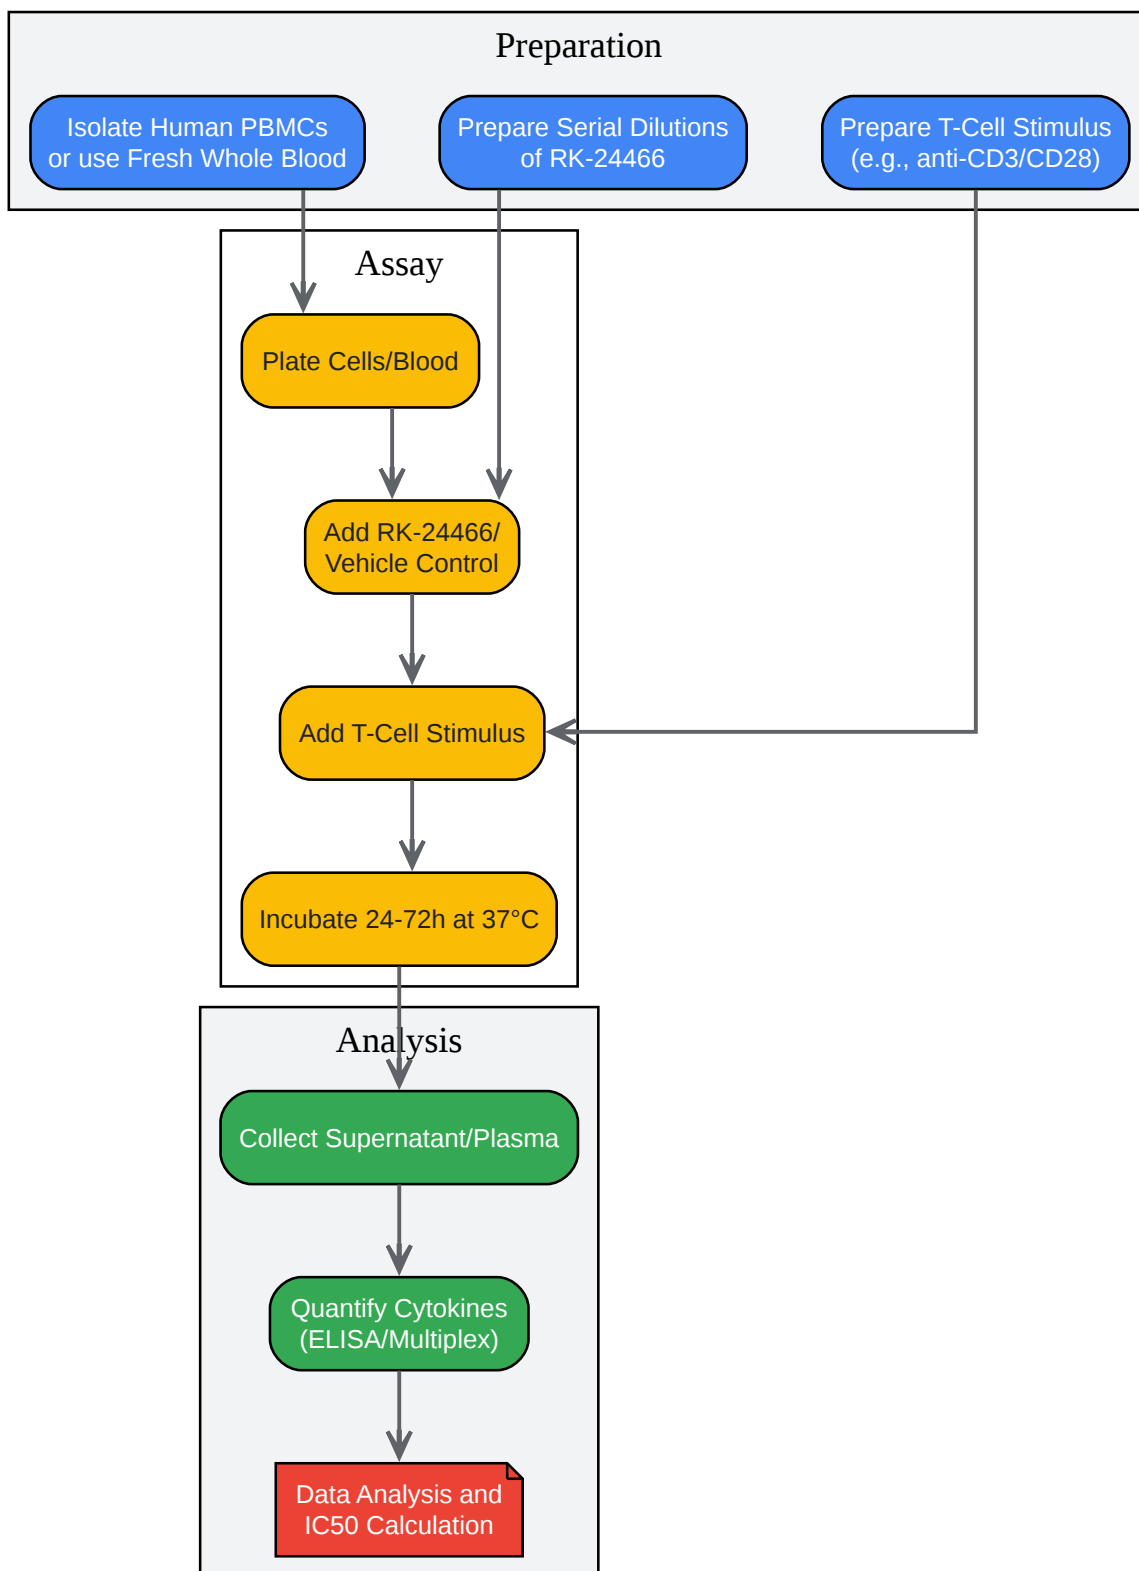 Preparation
Isolate Human PBMCs
or use Fresh Whole Blood
Prepare Serial Dilutions
of RK-24466
Prepare T-Cell Stimulus
(e.g., anti-CD3/CD28)
Assay
Plate Cells/Blood
Add RK-24466/
Vehicle Control
Add T-Cell Stimulus
Incubate 24-72h at 37°C
Analysis
Collect Supernatant/Plasma
Quantify Cytokines
(ELISA/Multiplex)
Data Analysis and
IC50 Calculation